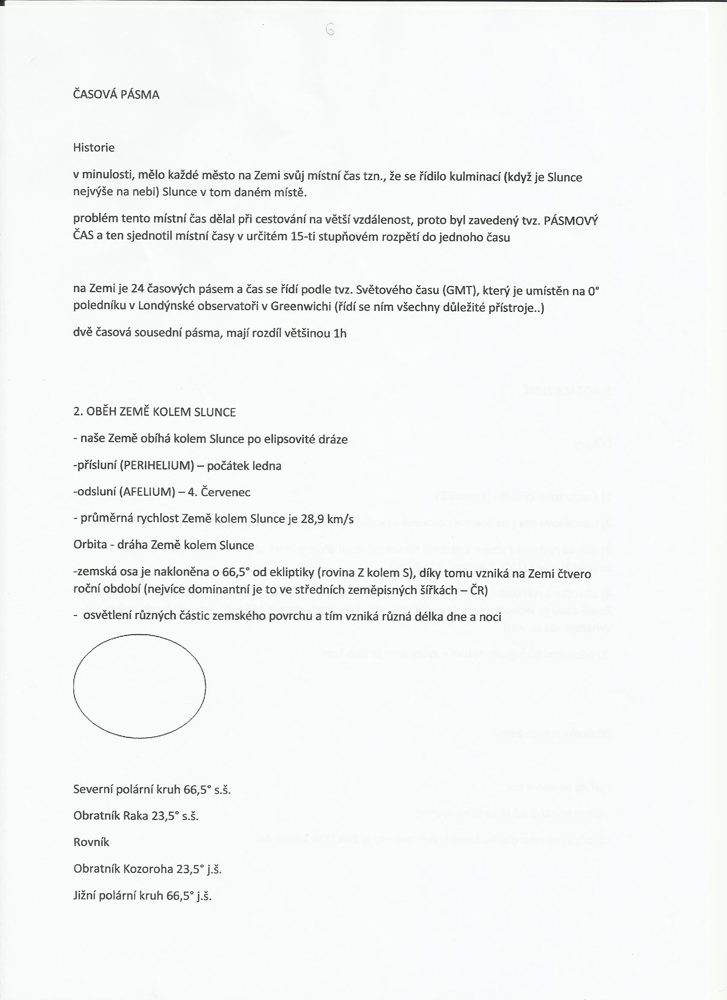 6
ČASOVÁ PÁSMA
Historie
v minulosti, mělo každé město na Zemi svůj místní čas tzn., že se řídilo kulminací (když je Slunce
nejvýše na nebi) Slunce v tom daném místě.
problém tento místní čas dělal při cestování na větší vzdálenost, proto byl zavedený tvz. PÁSMOVÝ
ČAS a ten sjednotil místní časy v určitém 15-ti stupňovém rozpětí do jednoho času
na Zemi je 24 časových pásem a čas se řídí podle tvz. Světového času (GMT), který je umístěn na 0°
poledníku v Londýnské observatoři v Greenwichi (řídí se ním všechny důležité přístroje..)
dvě časová sousední pásma, mají rozdíl většinou 1h
2. OBĚH ZEMĚ KOLEM SLUNCE
- naše Země obíhá kolem Slunce po elipsovité dráze
-přísluní (PERIHELIUM) – počátek ledna
-odsluní (AFELIUM) – 4. Červenec
- průměrná rychlost Země kolem Slunce je 28,9 km/s
Orbita - dráha Země kolem Slunce
-zemská osa je nakloněna o 66,5° od ekliptiky (rovina Z kolem S), díky tomu vzniká na Zemi čtvero
roční období (nejvíce dominantní je to ve středních zeměpisných šířkách – ČR)
- osvětlení různých částic zemského povrchu a tím vzniká různá délka dne a noci
Severní polární kruh 66,5° s.š.
Obratník Raka 23,5° s.š.
Rovník
Obratník Kozoroha 23,5° j.š.
Jižní polární kruh 66,5° j.š.